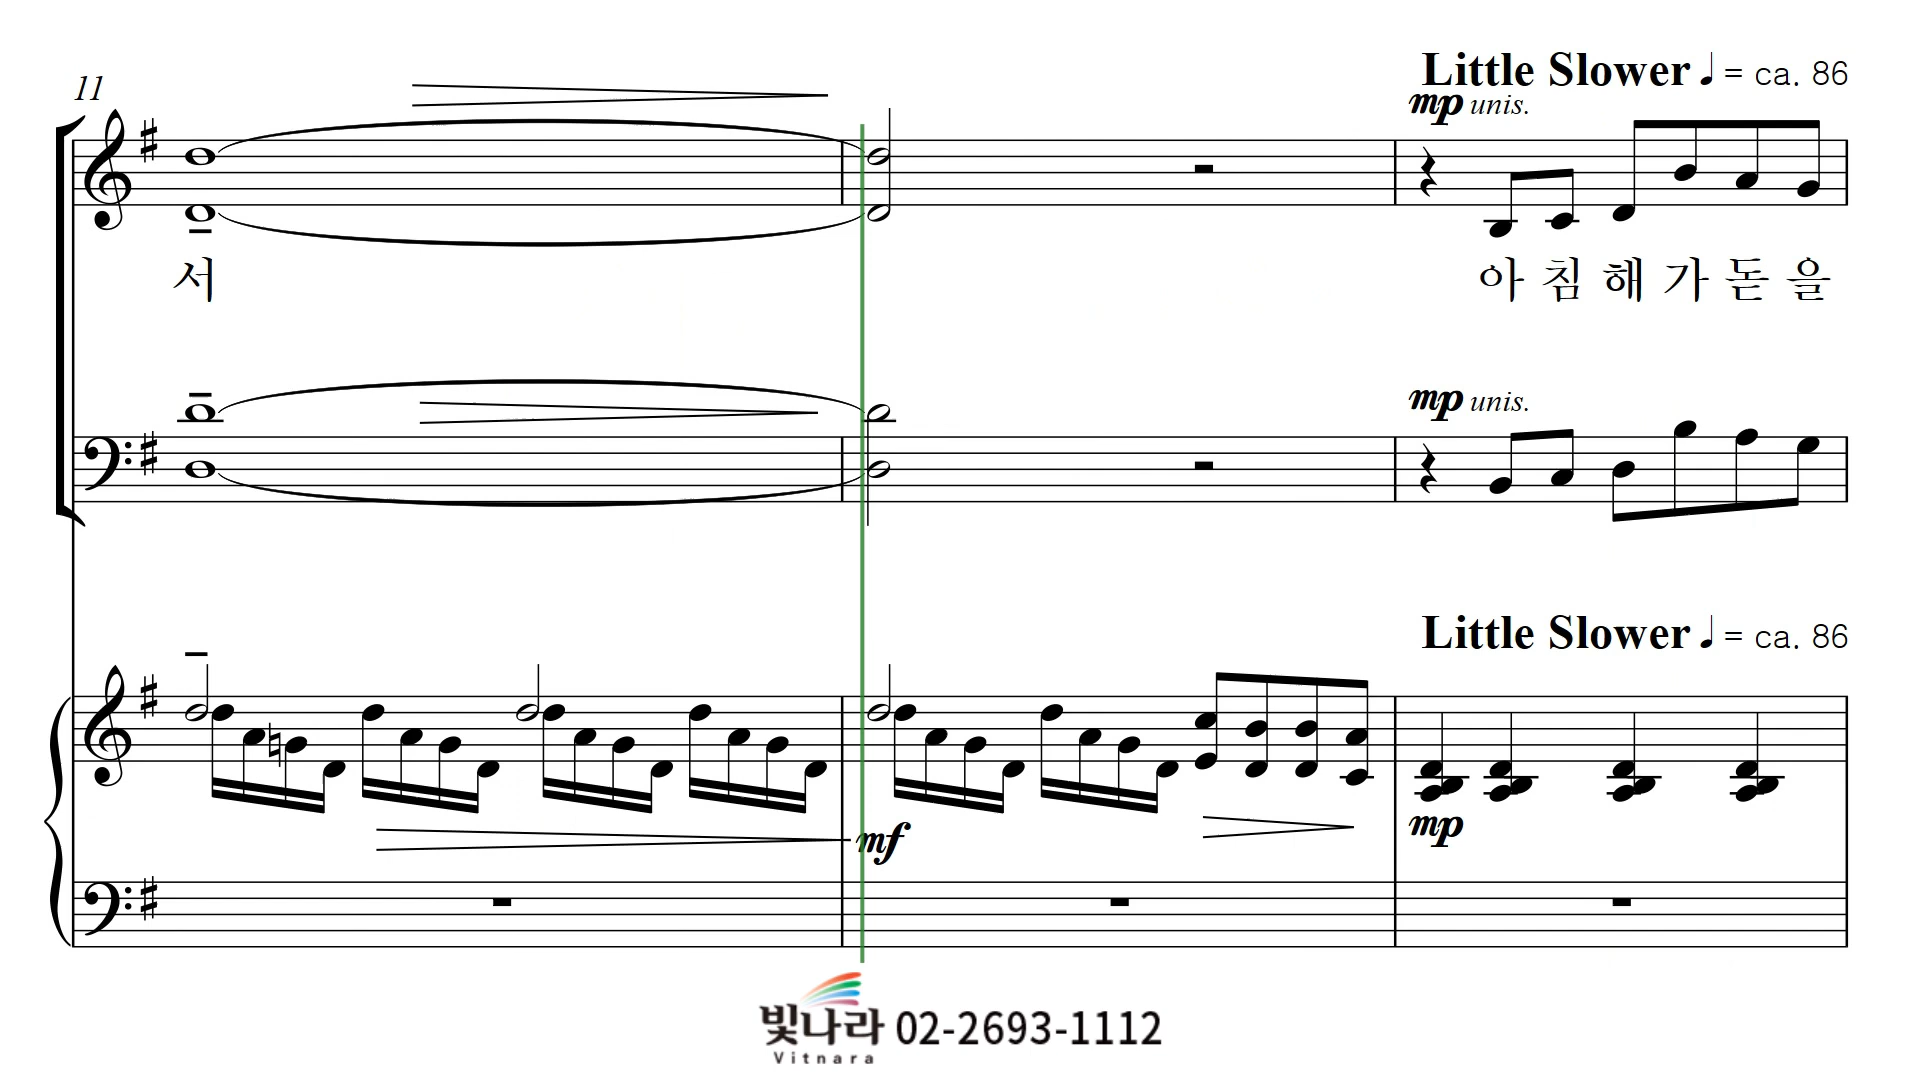 Little Slower ♩ = ca. 86
11
mp unis.
서 아 침 해 가 돋 을
mp unis.
Little Slower ♩ = ca. 86
mf mp
빛나라 02-2693-1112
Vitnara